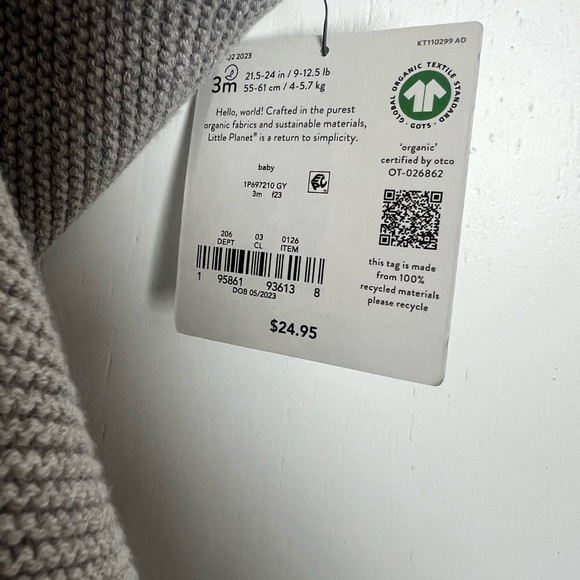 Q2 2023
KT110299 AD
3m
21.5-24 in / 9-12.5 lb
55-61 cm / 4-5.7 kg
Hello, world! Crafted in the purest
organic fabrics and sustainable materials,
Little Planet® is a return to simplicity.
baby
1P697210 GY
3m f23
206 03 0126
DEPT CL ITEM
1 95861 93613 8
DOB 05/2023
$24.95
GLOBAL ORGANIC TEXTILE STANDARD
· GOTS ·
'organic'
certified by otco
OT-026862
this tag is made
from 100%
recycled materials
please recycle